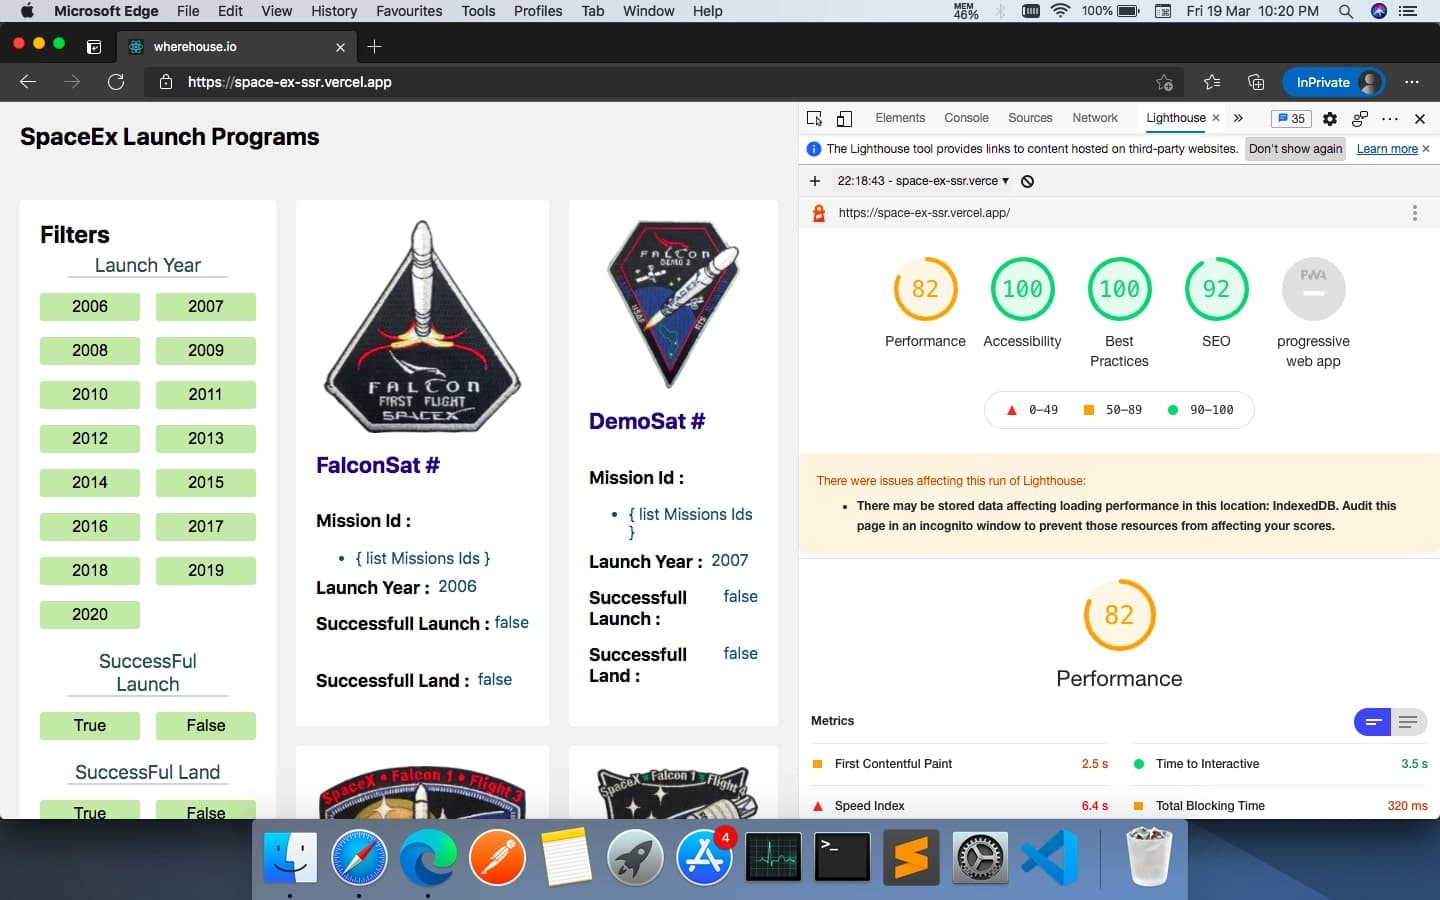 Microsoft Edge File Edit View History Favourites Tools Profiles Tab Window Help MEM 46% 100% Fri 19 Mar 10:20 PM
wherehouse.io
https://space-ex-ssr.vercel.app
InPrivate
SpaceEx Launch Programs
Filters
Launch Year
2006 2007
2008 2009
2010 2011
2012 2013
2014 2015
2016 2017
2018 2019
2020
SuccessFul
Launch
True False
SuccessFul Land
True False
FALCON
FIRST FLIGHT
SPACEX
FalconSat #
Mission Id :
• { list Missions Ids }
Launch Year : 2006
Successfull Launch : false
Successfull Land : false
FALCON
DEMO 2
DemoSat #
Mission Id :
• { list Missions Ids
}
Launch Year : 2007
Successfull false
Launch :
Successfull false
Land :
SpaceX • Falcon 1 • Flight 3
SpaceX Falcon 1 Flight 4
Elements Console Sources Network Lighthouse 35
The Lighthouse tool provides links to content hosted on third-party websites. Don't show again Learn more
22:18:43 - space-ex-ssr.verce
https://space-ex-ssr.vercel.app/
82 100 100 92 PWA
Performance Accessibility Best SEO progressive
Practices web app
0–49 50–89 90–100
There were issues affecting this run of Lighthouse:
• There may be stored data affecting loading performance in this location: IndexedDB. Audit this
page in an incognito window to prevent those resources from affecting your scores.
82
Performance
Metrics
First Contentful Paint 2.5 s Time to Interactive 3.5 s
Speed Index 6.4 s Total Blocking Time 320 ms
4
>_